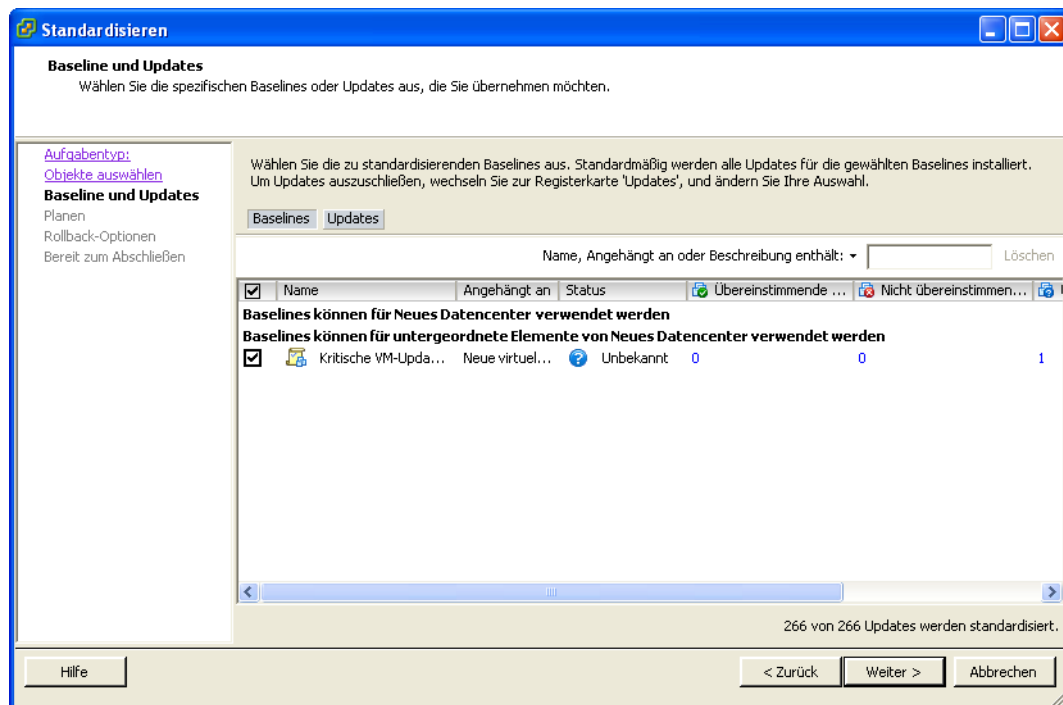 Standardisieren
Baseline und Updates
Wählen Sie die spezifischen Baselines oder Updates aus, die Sie übernehmen möchten.
Aufgabentyp:
Objekte auswählen
Baseline und Updates
Planen
Rollback-Optionen
Bereit zum Abschließen
Wählen Sie die zu standardisierenden Baselines aus. Standardmäßig werden alle Updates für die gewählten Baselines installiert.
Um Updates auszuschließen, wechseln Sie zur Registerkarte 'Updates', und ändern Sie Ihre Auswahl.
Baselines Updates
Name, Angehängt an oder Beschreibung enthält: Löschen
Name Angehängt an Status Übereinstimmende ... Nicht übereinstimmen...
Baselines können für Neues Datencenter verwendet werden
Baselines können für untergeordnete Elemente von Neues Datencenter verwendet werden
Kritische VM-Upda... Neue virtuel... Unbekannt 0 0 1
266 von 266 Updates werden standardisiert.
Hilfe < Zurück Weiter > Abbrechen